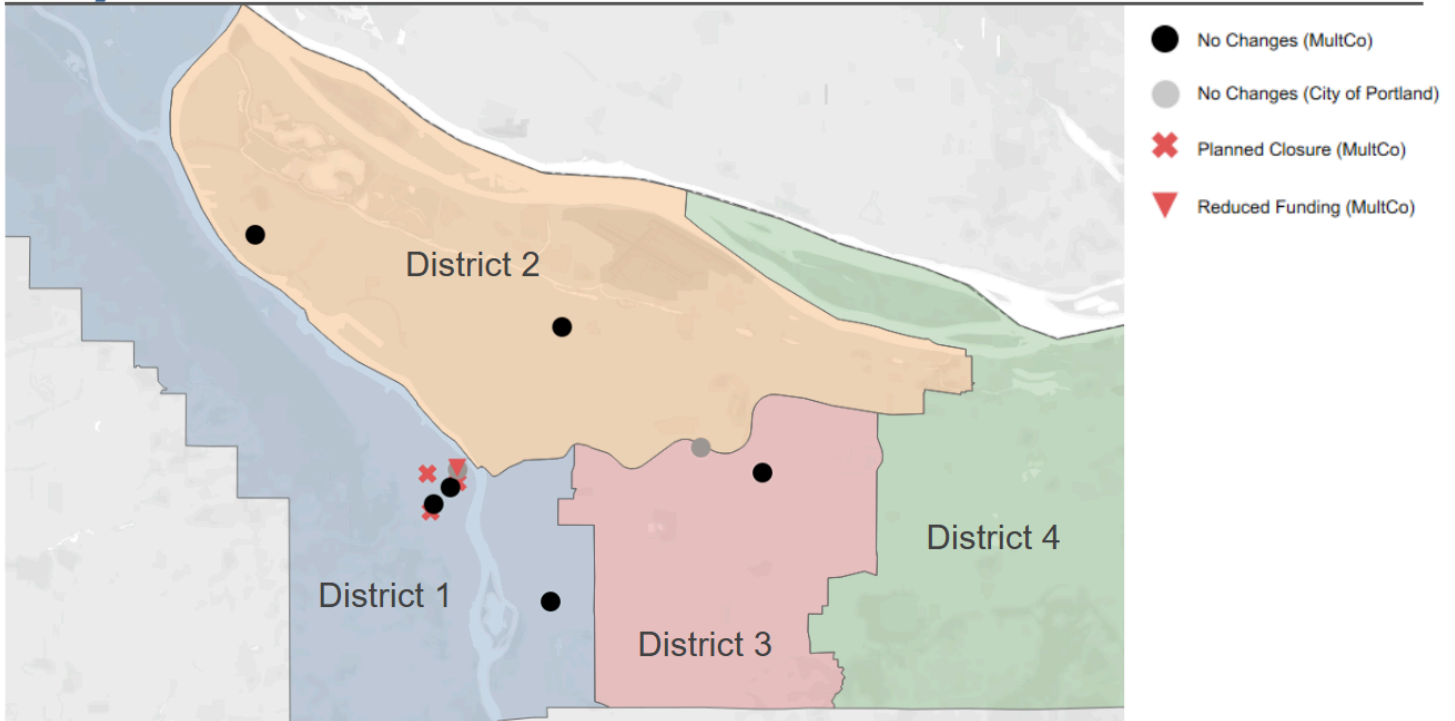 No Changes (MultCo)
No Changes (City of Portland)
Planned Closure (MultCo)
Reduced Funding (MultCo)
District 2
District 4
District 1
District 3